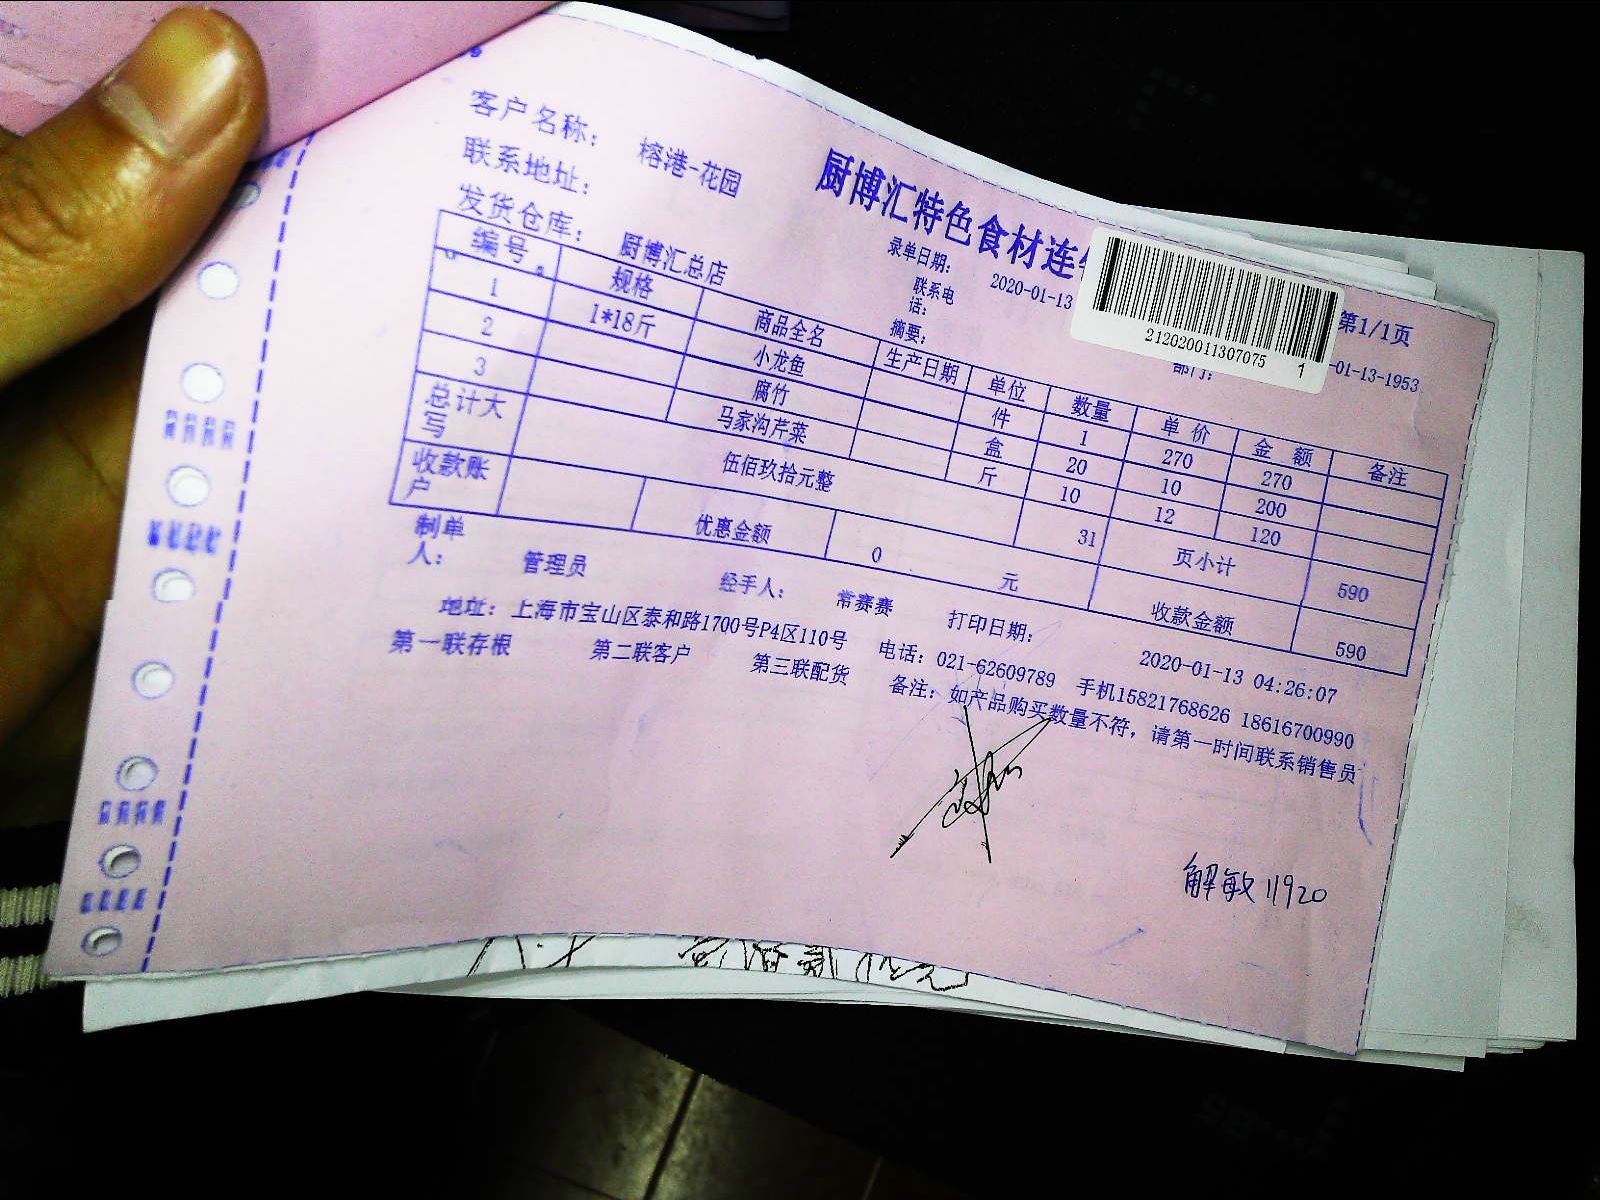 厨博汇特色食材连
第1/1页
客户名称： 榕港-花园
录单日期： 2020-01-13
-01-13-1953
联系地址：
联系电话：
部门：
发货仓库： 厨博汇总店
摘要：
212020011307075 1
编号 规格 商品全名 生产日期 单位 数量 单价 金额 备注
1 1*18斤 小龙鱼 件 1 270 270
2 腐竹 盒 20 10 200
3 马家沟芹菜 斤 10 12 120
总计大写 伍佰玖拾元整 31 页小计 590
收款账户 优惠金额 0 元 收款金额 590
制单人： 管理员 经手人： 常赛赛 打印日期： 2020-01-13 04:26:07
地址：上海市宝山区泰和路1700号P4区110号 电话：021-62609789 手机15821768626 18616700990
第一联存根 第二联客户 第三联配货 备注：如产品购买数量不符，请第一时间联系销售员
解敏 11920